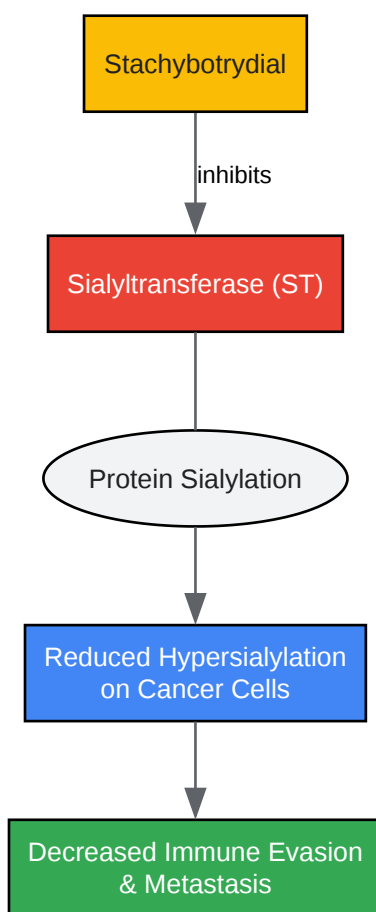 Stachybotrydial
inhibits
Sialyltransferase (ST)
Protein Sialylation
Reduced Hypersialylation
on Cancer Cells
Decreased Immune Evasion
& Metastasis